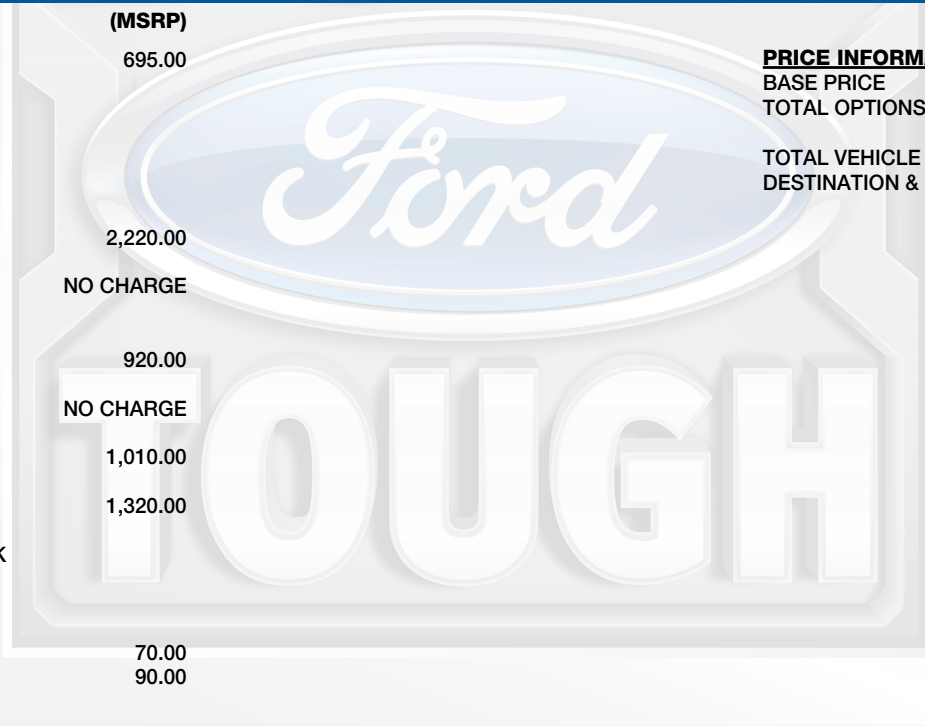 (MSRP)
695.00
2,220.00
NO CHARGE
920.00
NO CHARGE
1,010.00
1,320.00
K
70.00
90.00
PRICE INFORMA
BASE PRICE
TOTAL OPTIONS
TOTAL VEHICLE
DESTINATION &
Ford
TOUGH